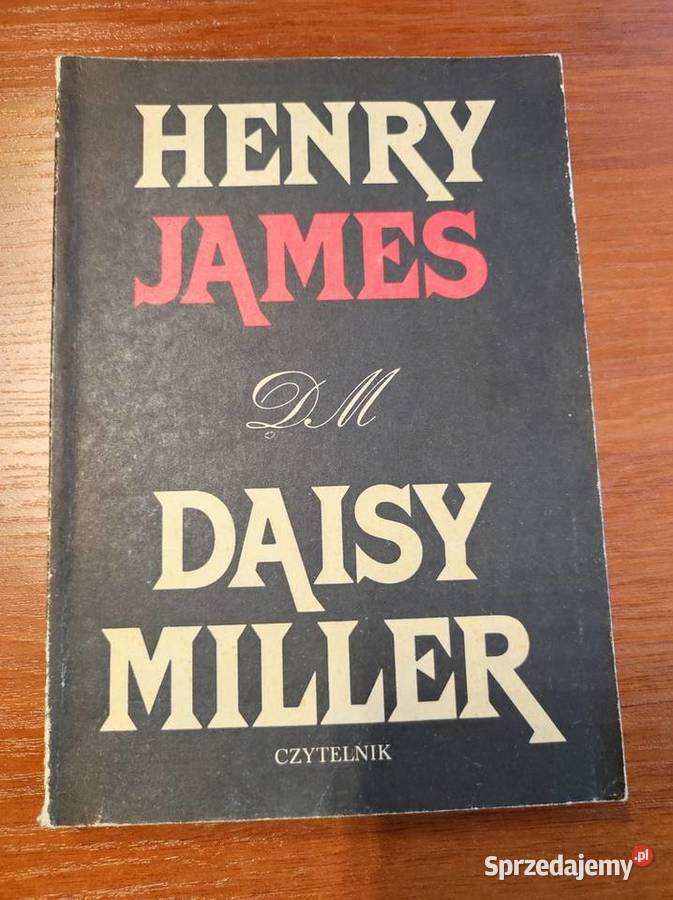 HENRY
JAMES
DM
DAISY
MILLER
CZYTELNIK
Sprzedajemy.pl